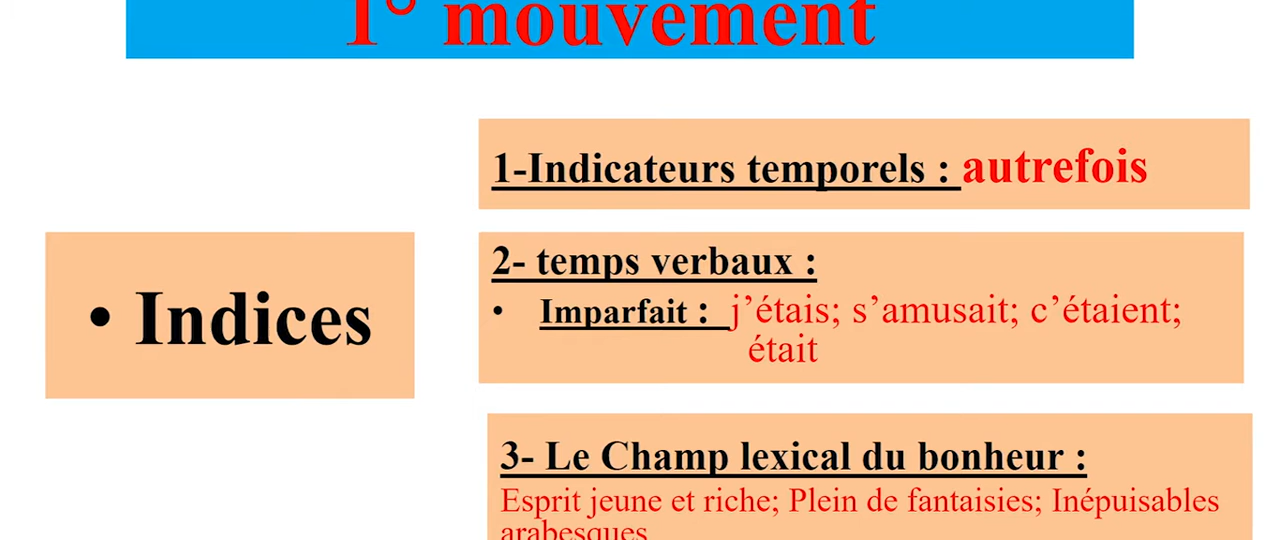 1° mouvement
1-Indicateurs temporels : autrefois
• Indices
2- temps verbaux :
• Imparfait : j’étais; s’amusait; c’étaient;
était
3- Le Champ lexical du bonheur :
Esprit jeune et riche; Plein de fantaisies; Inépuisables
arabesques